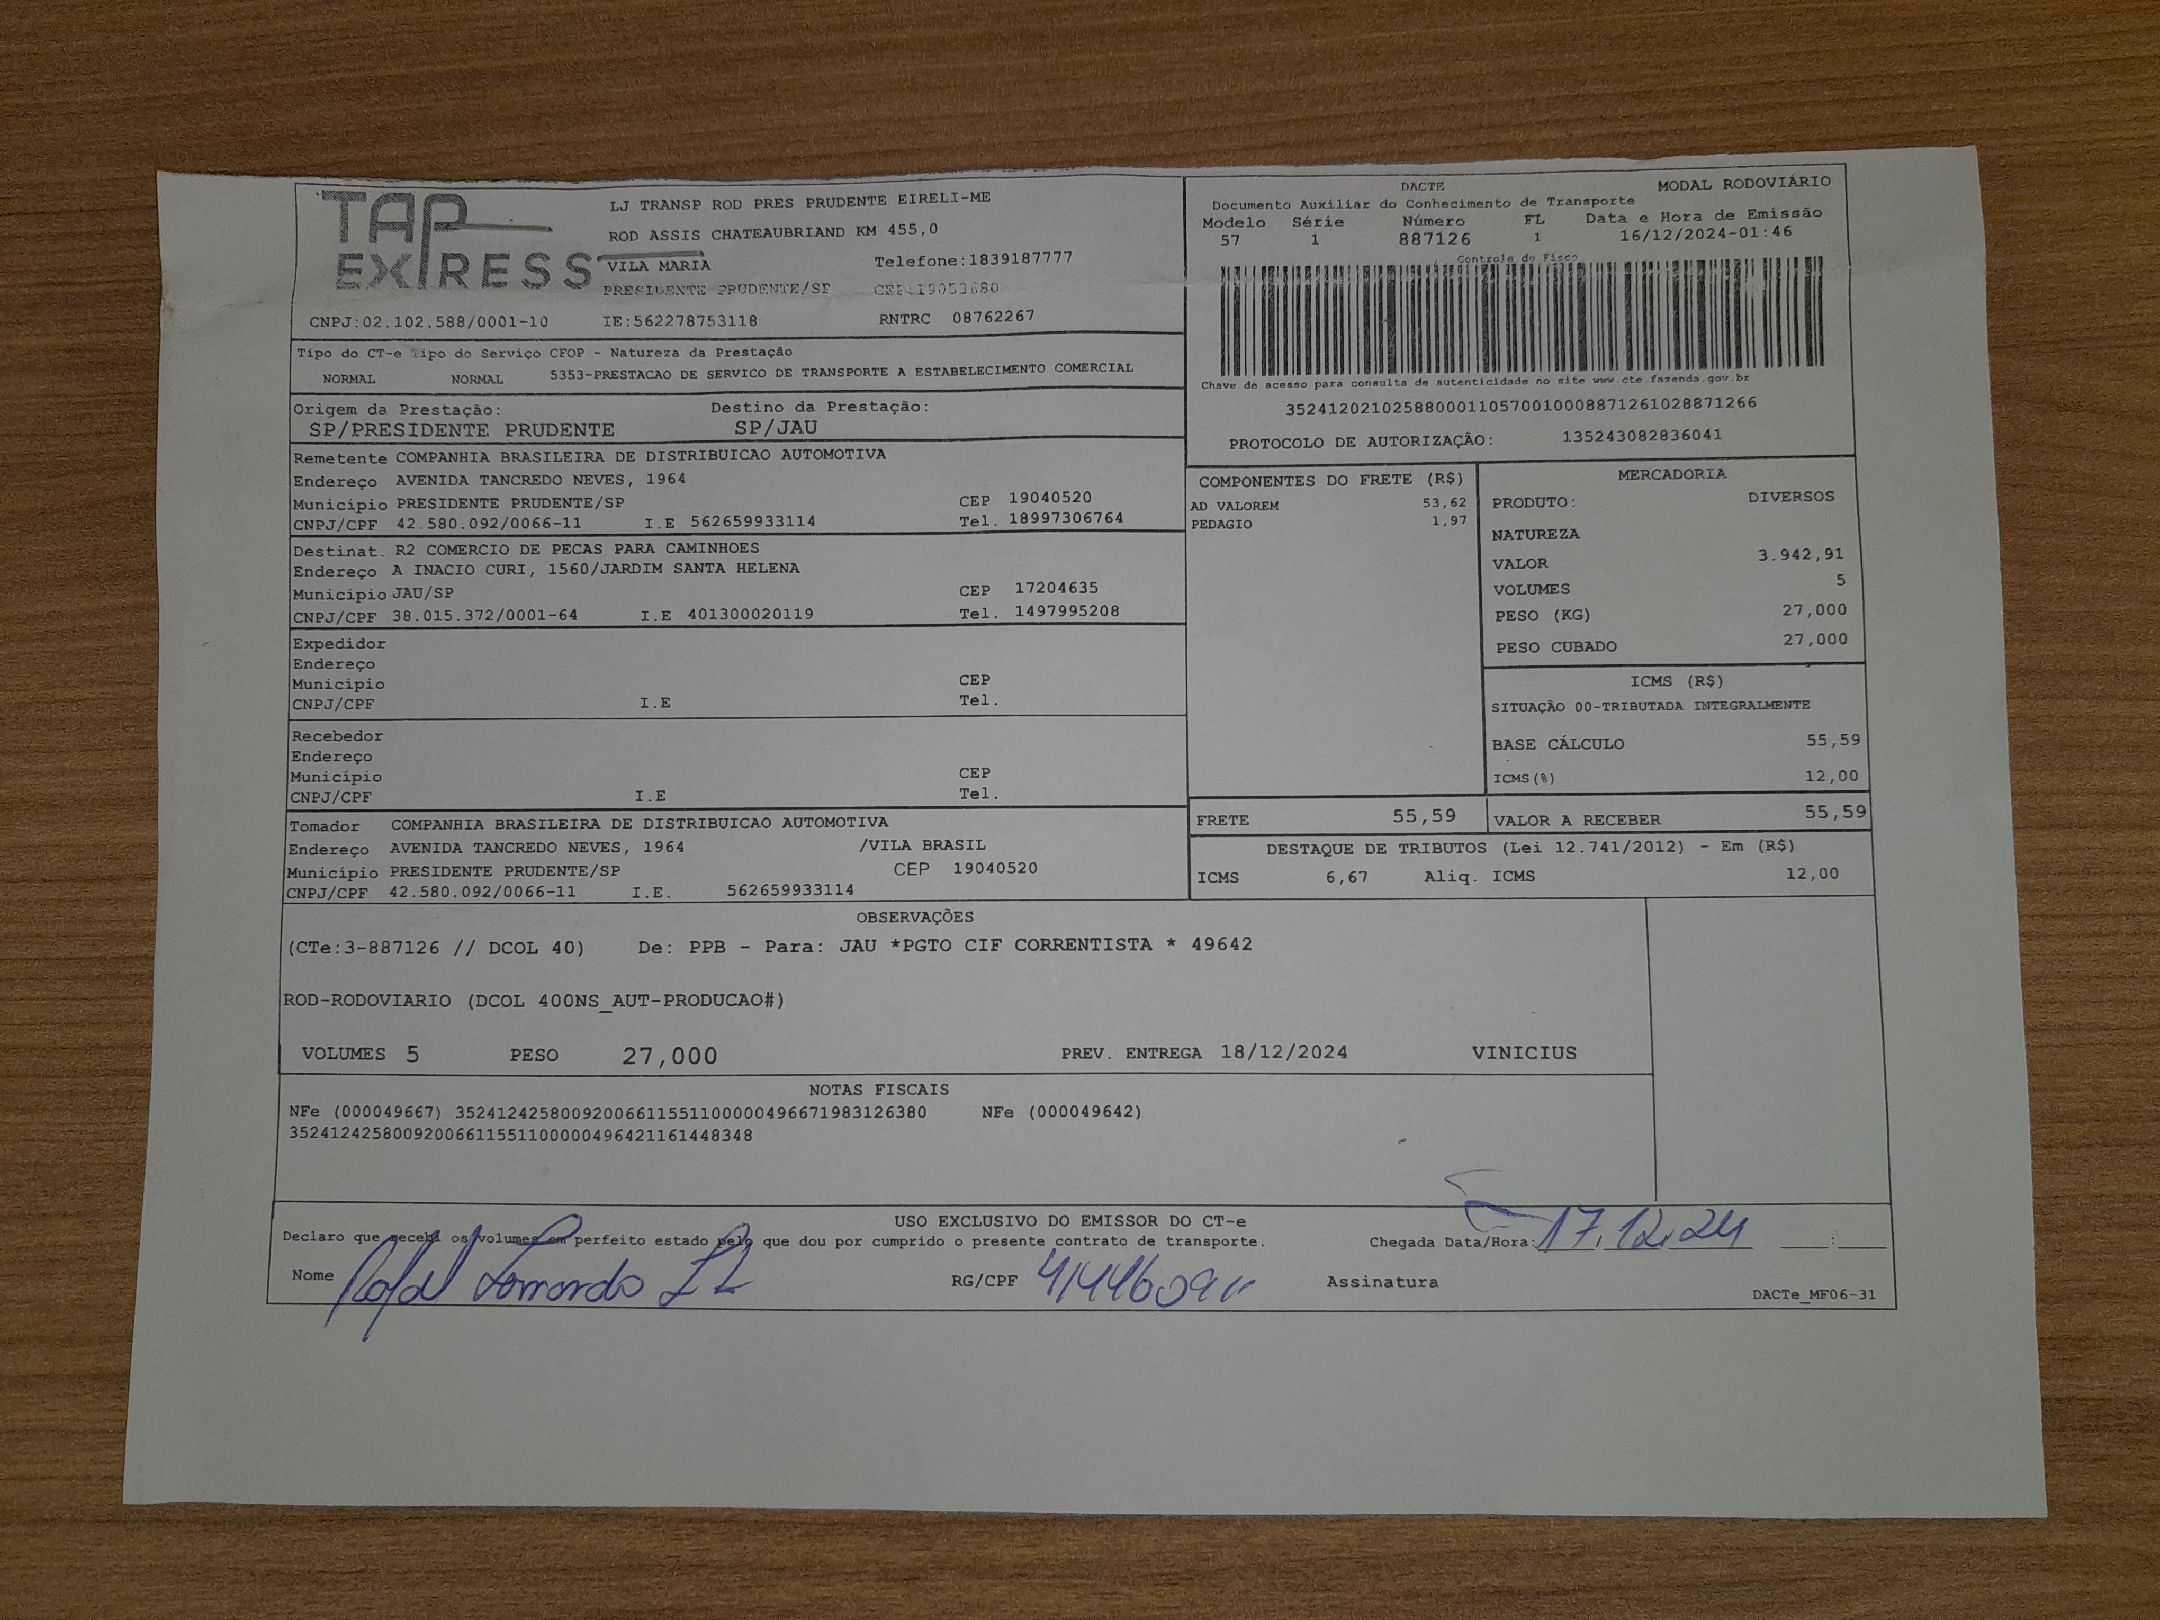 TAP EXPRESS
LJ TRANSP ROD PRES PRUDENTE EIRELI-ME
ROD ASSIS CHATEAUBRIAND KM 455,0
VILA MARIA Telefone:1839187777
PRESIDENTE PRUDENTE/SP CEP:19053680
CNPJ:02.102.588/0001-10 IE:562278753118 RNTRC 08762267
DACTE MODAL RODOVIÁRIO
Documento Auxiliar do Conhecimento de Transporte
Modelo Série Número FL Data e Hora de Emissão
57 1 887126 1 16/12/2024-01:46
Controle do Fisco
Chave de acesso para consulta de autenticidade no site www.cte.fazenda.gov.br
35241202102588000110570010008871261028871266
PROTOCOLO DE AUTORIZAÇÃO: 135243082836041
Tipo do CT-e Tipo do Serviço CFOP - Natureza da Prestação
NORMAL NORMAL 5353-PRESTACAO DE SERVICO DE TRANSPORTE A ESTABELECIMENTO COMERCIAL
Origem da Prestação: Destino da Prestação:
SP/PRESIDENTE PRUDENTE SP/JAU
Remetente COMPANHIA BRASILEIRA DE DISTRIBUICAO AUTOMOTIVA
Endereço AVENIDA TANCREDO NEVES, 1964
Município PRESIDENTE PRUDENTE/SP CEP 19040520
CNPJ/CPF 42.580.092/0066-11 I.E 562659933114 Tel. 18997306764
Destinat. R2 COMERCIO DE PECAS PARA CAMINHOES
Endereço A INACIO CURI, 1560/JARDIM SANTA HELENA
Município JAU/SP CEP 17204635
CNPJ/CPF 38.015.372/0001-64 I.E 401300020119 Tel. 1497995208
Expedidor
Endereço
Município CEP
CNPJ/CPF I.E Tel.
Recebedor
Endereço
Município CEP
CNPJ/CPF I.E Tel.
Tomador COMPANHIA BRASILEIRA DE DISTRIBUICAO AUTOMOTIVA
Endereço AVENIDA TANCREDO NEVES, 1964 /VILA BRASIL
Município PRESIDENTE PRUDENTE/SP CEP 19040520
CNPJ/CPF 42.580.092/0066-11 I.E. 562659933114
COMPONENTES DO FRETE (R$)
AD VALOREM 53,62
PEDAGIO 1,97
MERCADORIA
PRODUTO: DIVERSOS
NATUREZA
VALOR 3.942,91
VOLUMES 5
PESO (KG) 27,000
PESO CUBADO 27,000
ICMS (R$)
SITUAÇÃO 00-TRIBUTADA INTEGRALMENTE
BASE CÁLCULO 55,59
ICMS(%) 12,00
FRETE 55,59 VALOR A RECEBER 55,59
DESTAQUE DE TRIBUTOS (Lei 12.741/2012) - Em (R$)
ICMS 6,67 Aliq. ICMS 12,00
OBSERVAÇÕES
(CTe:3-887126 // DCOL 40) De: PPB - Para: JAU *PGTO CIF CORRENTISTA * 49642
ROD-RODOVIARIO (DCOL 400NS_AUT-PRODUCAO#)
VOLUMES 5 PESO 27,000 PREV. ENTREGA 18/12/2024 VINICIUS
NOTAS FISCAIS
NFe (000049667) 35241242580092006611551100000496671983126380 NFe (000049642)
35241242580092006611551100000496421161448348
USO EXCLUSIVO DO EMISSOR DO CT-e
Declaro que recebi os volumes em perfeito estado pelo que dou por cumprido o presente contrato de transporte. Chegada Data/Hora: 17.12.24 __:__
Nome RG/CPF Assinatura
DACTe_MF06-31